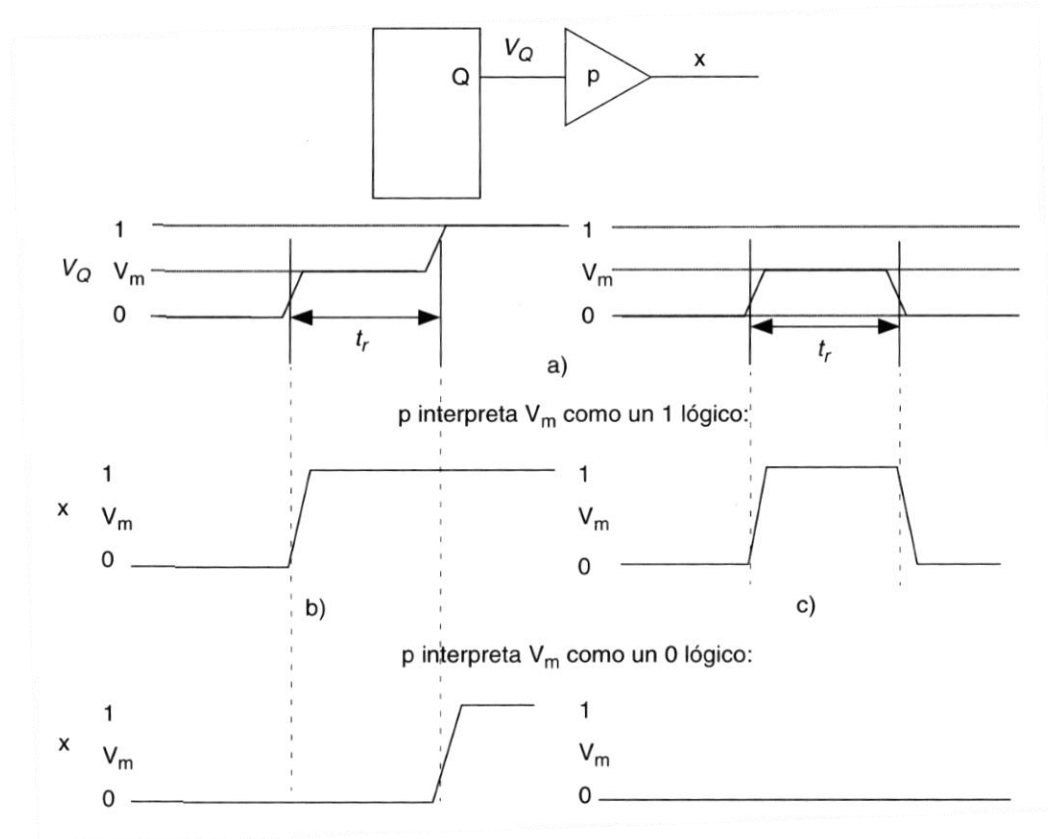 V_Q
x
Q
p
1
1
V_Q V_m
V_m
0
0
t_r
t_r
a)
p interpreta V_m como un 1 lógico:
1
1
x
V_m
V_m
0
0
b)
c)
p interpreta V_m como un 0 lógico:
1
1
x
V_m
V_m
0
0